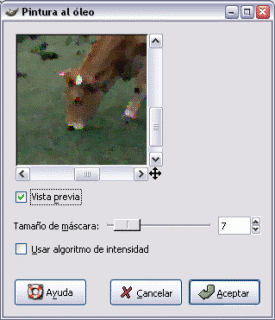 Pintura al óleo
Vista previa
Tamaño de máscara: 7
Usar algoritmo de intensidad
Ayuda Cancelar Aceptar